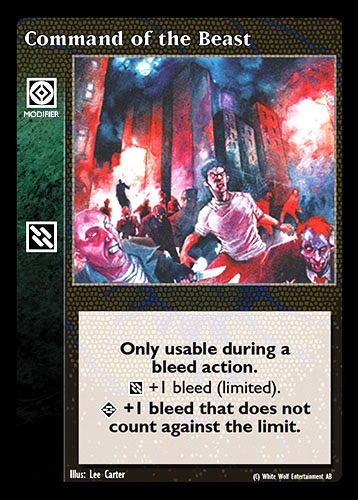 Command of the Beast
MODIFIER
Only usable during a
bleed action.
+1 bleed (limited).
+1 bleed that does not
count against the limit.
Illus: Lee Carter
(C) White Wolf Entertainment AB